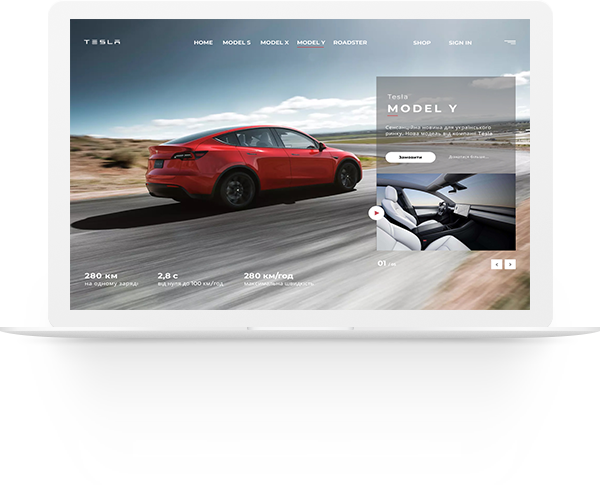 TESLA
HOME MODEL S MODEL X MODEL Y ROADSTER SHOP SIGN IN
Tesla
MODEL Y
Сенсаційна новинка для українського
ринку. Нова модель від компанії Tesla
Замовити
Дізнатися більше...
01
280 км 2,8 с 280 км/год
на одному заряді від нуля до 100 км/год максимальна швидкість